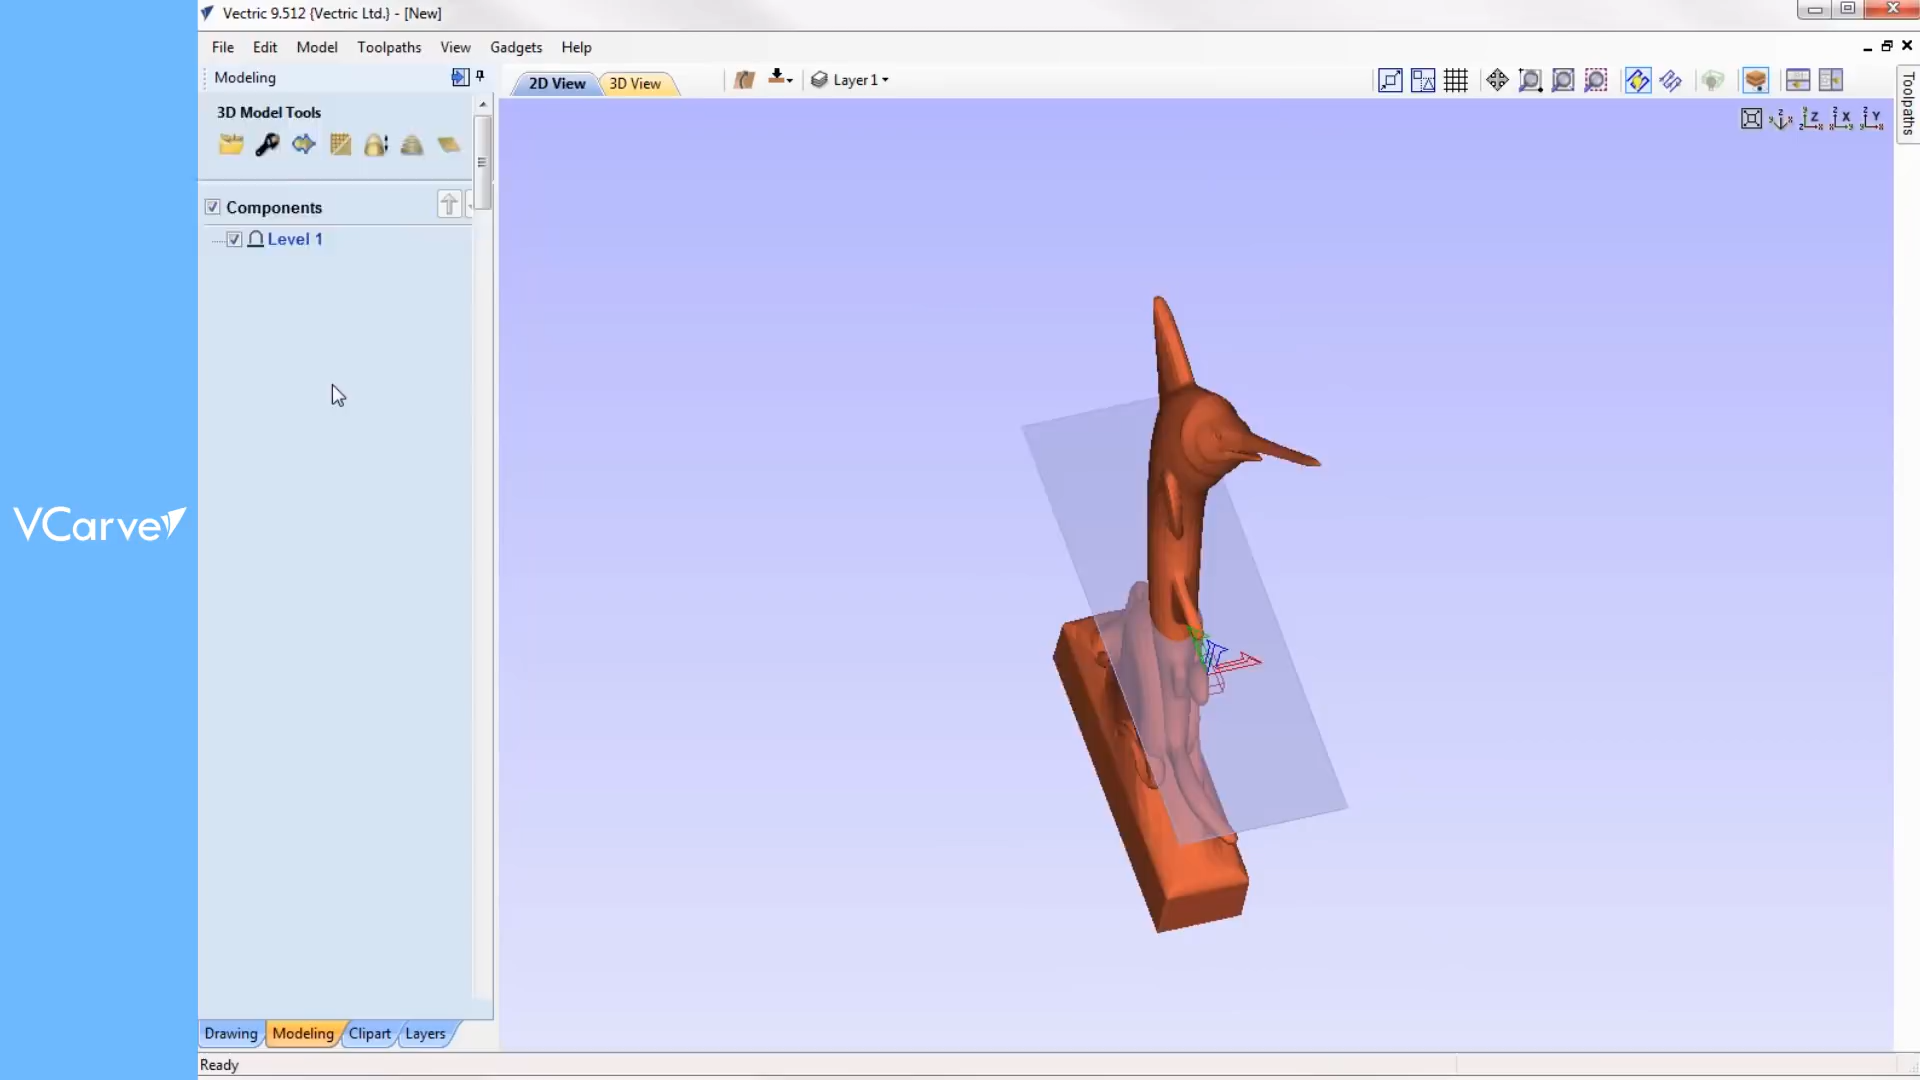 Vectric 9.512 {Vectric Ltd.} - [New]
File Edit Model Toolpaths View Gadgets Help
Modeling
2D View 3D View Layer 1
Toolpaths
3D Model Tools
Components
Level 1
VCarve
Drawing Modeling Clipart Layers
Ready